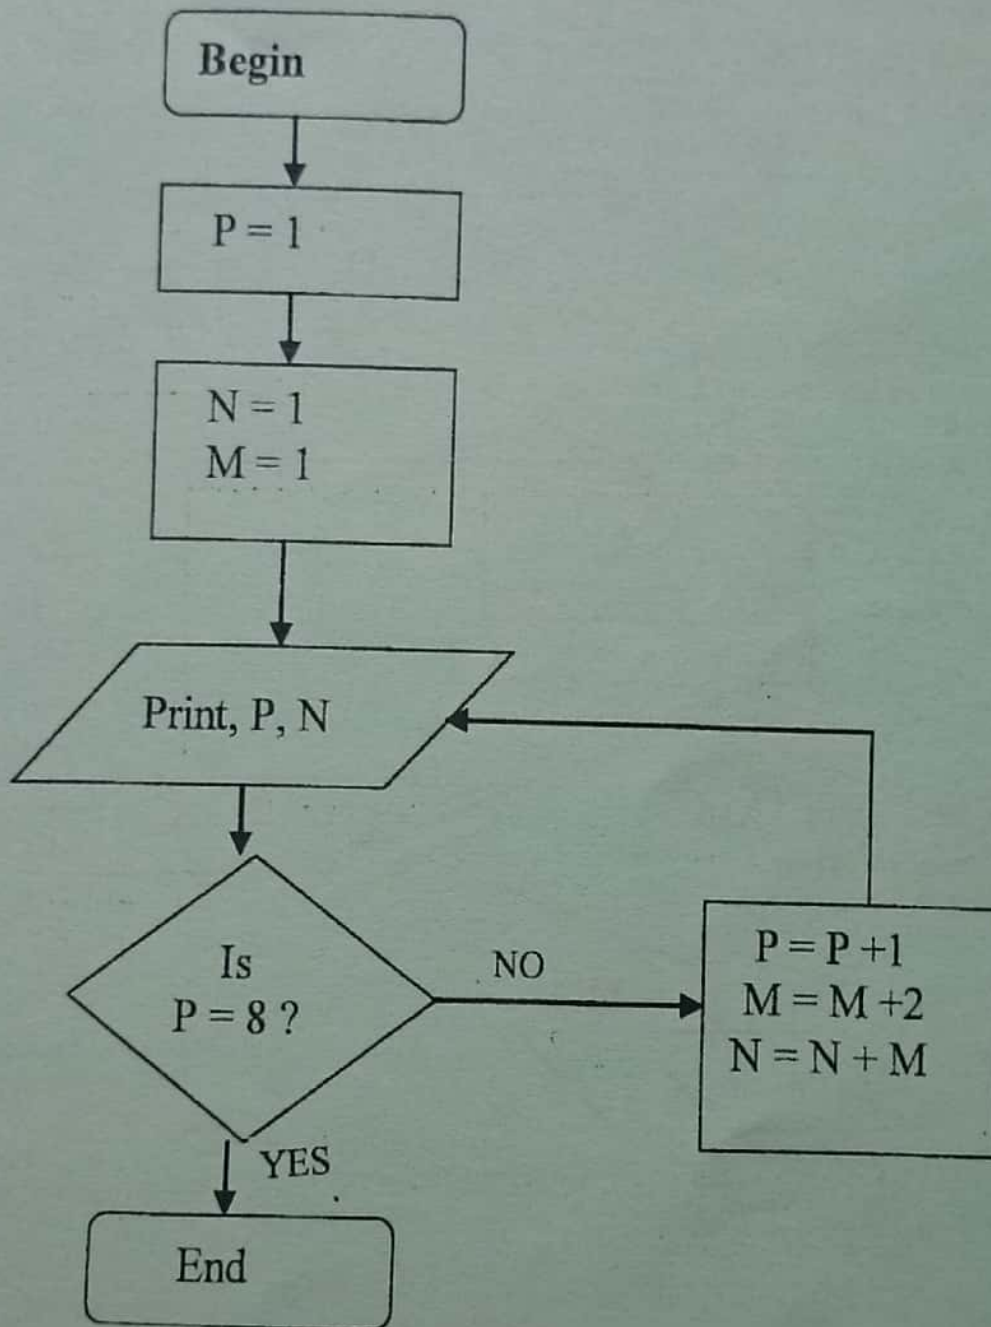 Begin
P = 1
N = 1
M = 1
Print, P, N
Is
P = 8 ?
NO
P = P +1
M = M +2
N = N + M
YES
End